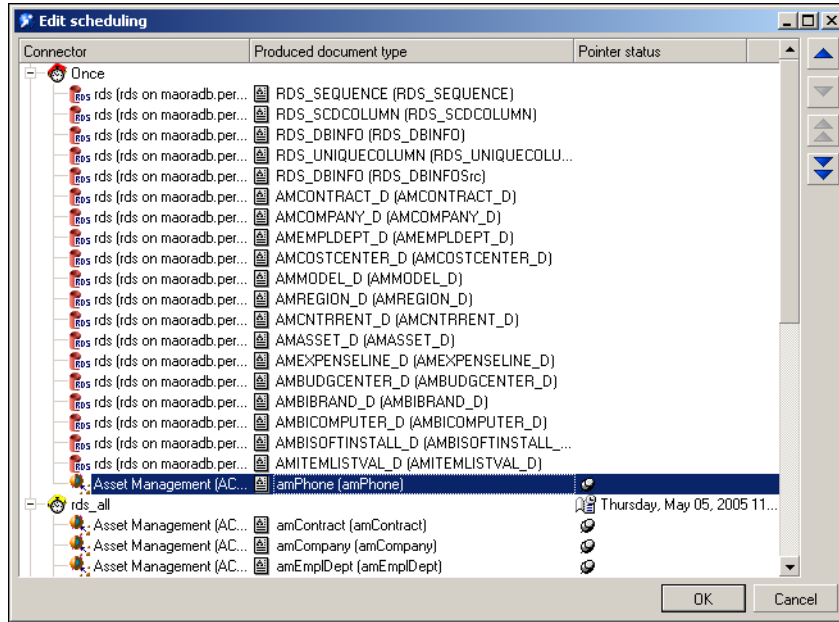 Edit scheduling
Connector Produced document type Pointer status
Once
rds (rds on maoradb.per... RDS_SEQUENCE (RDS_SEQUENCE)
rds (rds on maoradb.per... RDS_SCDCOLUMN (RDS_SCDCOLUMN)
rds (rds on maoradb.per... RDS_DBINFO (RDS_DBINFO)
rds (rds on maoradb.per... RDS_UNIQUECOLUMN (RDS_UNIQUECOLU...
rds (rds on maoradb.per... RDS_DBINFO (RDS_DBINFOSrc)
rds (rds on maoradb.per... AMCONTRACT_D (AMCONTRACT_D)
rds (rds on maoradb.per... AMCOMPANY_D (AMCOMPANY_D)
rds (rds on maoradb.per... AMEMPLDEPT_D (AMEMPLDEPT_D)
rds (rds on maoradb.per... AMCOSTCENTER_D (AMCOSTCENTER_D)
rds (rds on maoradb.per... AMMODEL_D (AMMODEL_D)
rds (rds on maoradb.per... AMREGION_D (AMREGION_D)
rds (rds on maoradb.per... AMCNTRRENT_D (AMCNTRRENT_D)
rds (rds on maoradb.per... AMASSET_D (AMASSET_D)
rds (rds on maoradb.per... AMEXPENSELINE_D (AMEXPENSELINE_D)
rds (rds on maoradb.per... AMBUDGCENTER_D (AMBUDGCENTER_D)
rds (rds on maoradb.per... AMBIBRAND_D (AMBIBRAND_D)
rds (rds on maoradb.per... AMBICOMPUTER_D (AMBICOMPUTER_D)
rds (rds on maoradb.per... AMBISOFTINSTALL_D (AMBISOFTINSTALL_...
rds (rds on maoradb.per... AMITEMLISTVAL_D (AMITEMLISTVAL_D)
Asset Management (AC... amPhone (amPhone)
rds_all Thursday, May 05, 2005 11...
Asset Management (AC... amContract (amContract)
Asset Management (AC... amCompany (amCompany)
Asset Management (AC... amEmplDept (amEmplDept)
OK Cancel